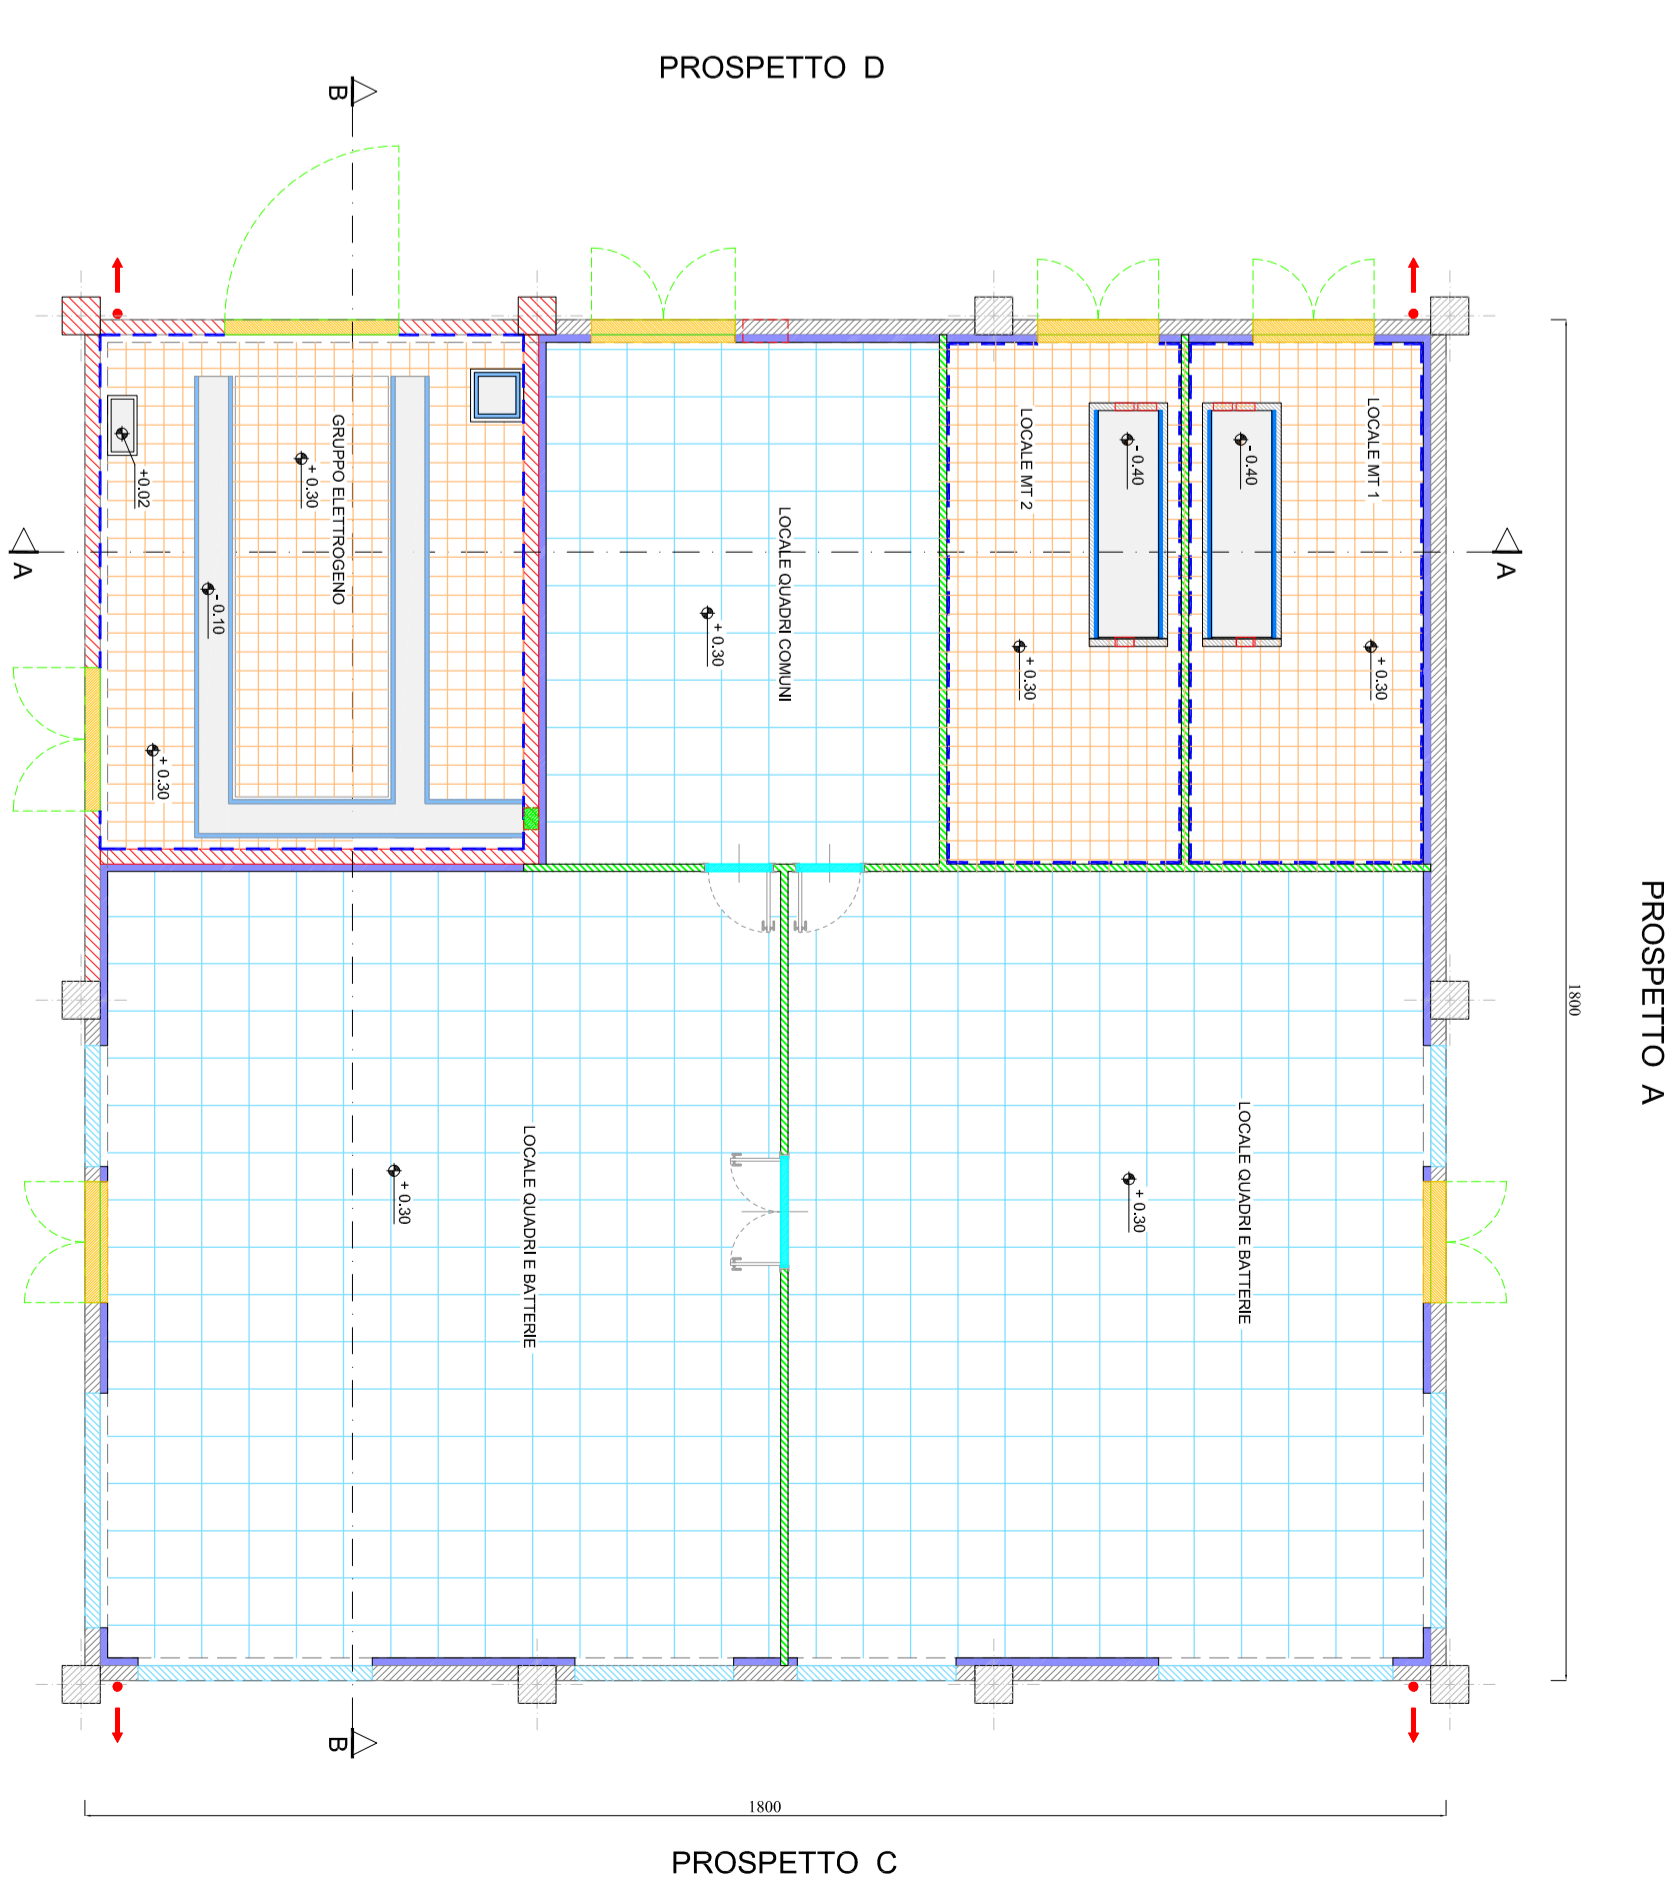 PROSPETTO D
B
GRUPPO ELETTROGENO
+ 0.30
+0.02
- 0.10
+ 0.30
LOCALE QUADRI COMUNI
+ 0.30
LOCALE MT 2
- 0.40
+ 0.30
LOCALE MT 1
- 0.40
+ 0.30
A
A
PROSPETTO A
1800
LOCALE QUADRI E BATTERIE
+ 0.30
LOCALE QUADRI E BATTERIE
+ 0.30
B
1800
PROSPETTO C